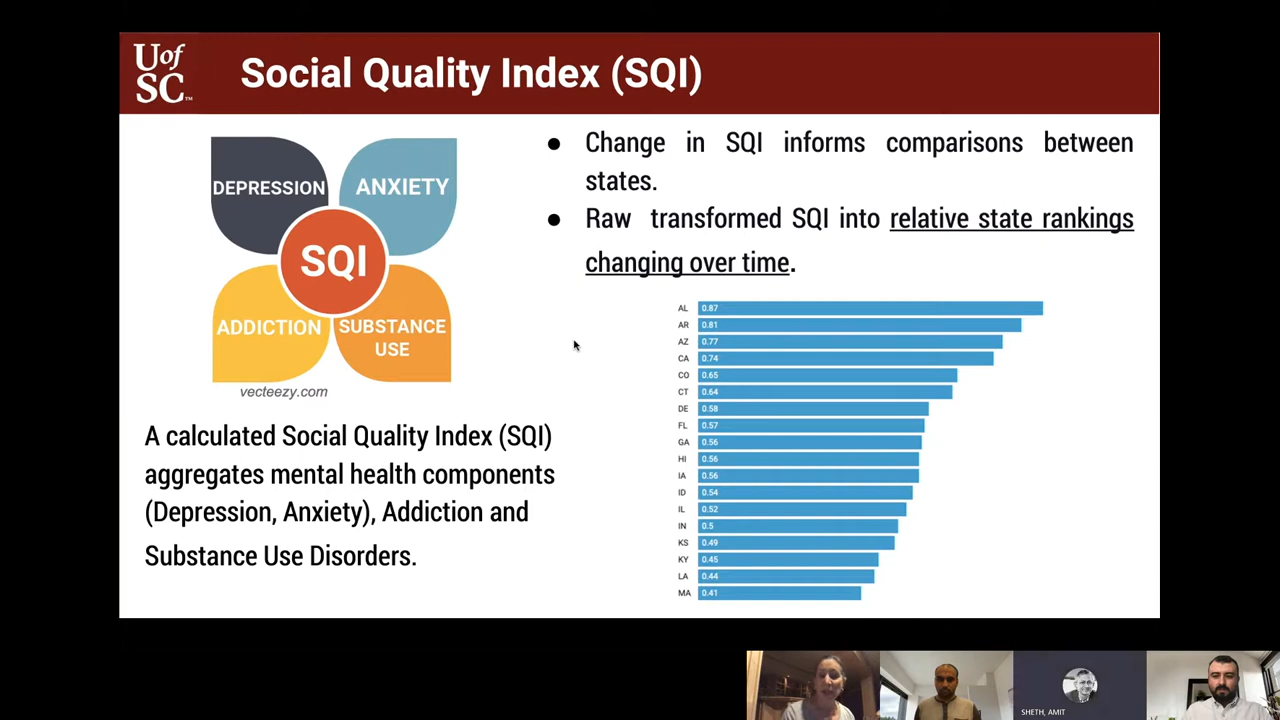 UofSC™
Social Quality Index (SQI)
DEPRESSION
ANXIETY
SQI
ADDICTION
SUBSTANCE
USE
vecteezy.com
A calculated Social Quality Index (SQI)
aggregates mental health components
(Depression, Anxiety), Addiction and
Substance Use Disorders.
● Change in SQI informs comparisons between
states.
● Raw transformed SQI into relative state rankings
changing over time.
AL 0.87
AR 0.81
AZ 0.77
CA 0.74
CO 0.65
CT 0.64
DE 0.58
FL 0.57
GA 0.56
HI 0.56
IA 0.56
ID 0.54
IL 0.52
IN 0.5
KS 0.49
KY 0.45
LA 0.44
MA 0.41
SHETH, AMIT